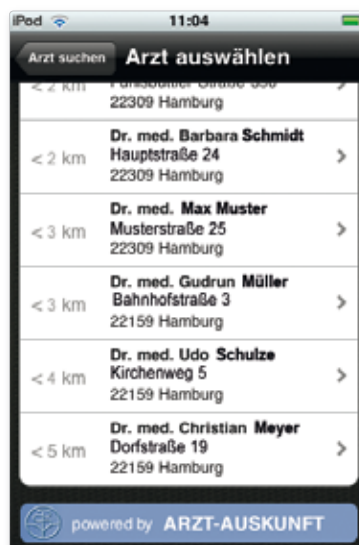 iPod 11:04
Arzt suchen Arzt auswählen
< 2 km
22309 Hamburg
Dr. med. Barbara Schmidt
< 2 km Hauptstraße 24
22309 Hamburg
Dr. med. Max Muster
< 3 km Musterstraße 25
22309 Hamburg
Dr. med. Gudrun Müller
< 3 km Bahnhofstraße 3
22159 Hamburg
Dr. med. Udo Schulze
< 4 km Kirchenweg 5
22159 Hamburg
Dr. med. Christian Meyer
< 5 km Dorfstraße 19
22159 Hamburg
powered by ARZT-AUSKUNFT